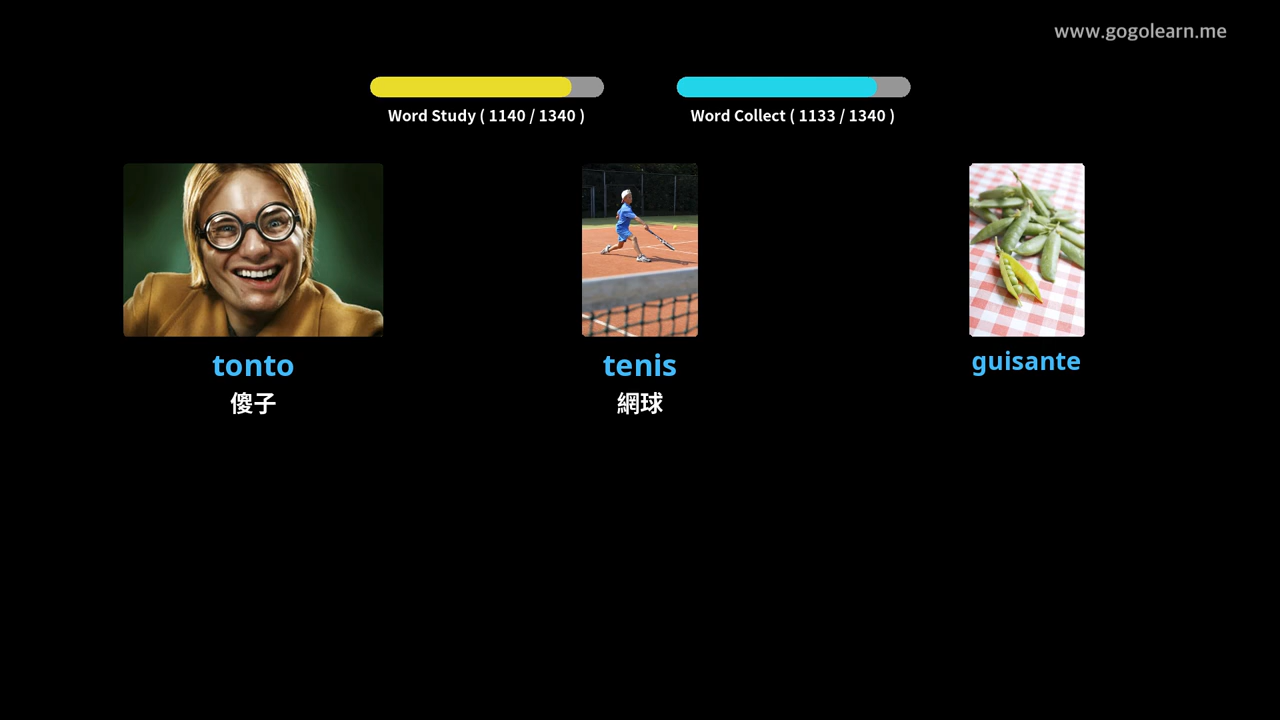 www.gogolearn.me
Word Study ( 1140 / 1340 )
Word Collect ( 1133 / 1340 )
tonto
傻子
tenis
網球
guisante